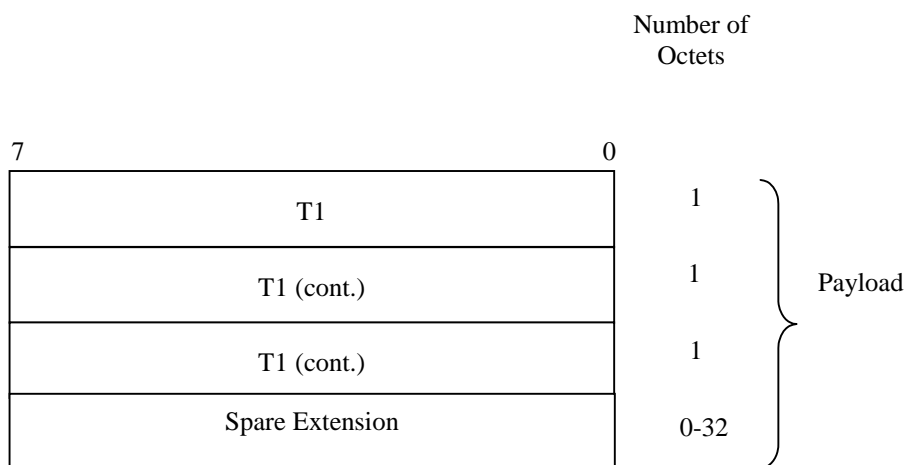 Number of
Octets
7 0
T1 1
T1 (cont.) 1
Payload
T1 (cont.) 1
Spare Extension 0-32